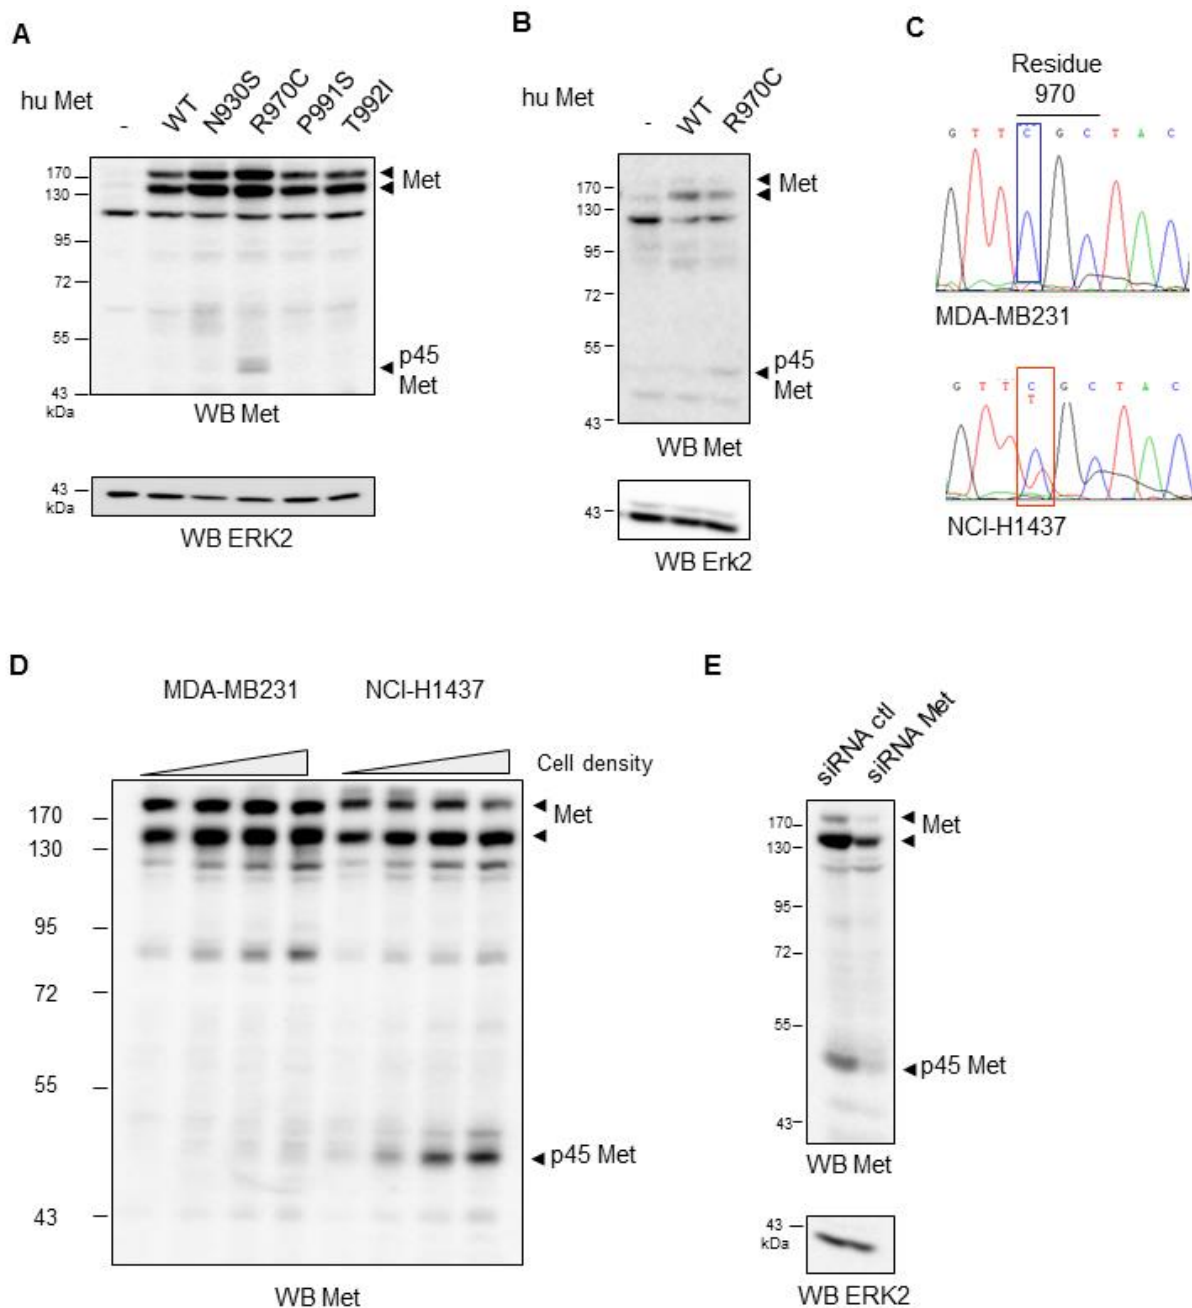 A
hu Met
-
WT
N930S
R970C
P991S
T992I
170
130
95
72
55
43
kDa
Met
p45
Met
WB Met
43
kDa
WB ERK2
B
hu Met
-
WT
R970C
170
130
95
72
55
43
Met
p45
Met
WB Met
43
WB Erk2
C
Residue
970
G T T C G C T A C
MDA-MB231
G T T C G C T A C
T
NCI-H1437
D
MDA-MB231 NCI-H1437
Cell density
170
130
95
72
55
43
Met
p45 Met
WB Met
E
siRNA ctl
siRNA Met
170
130
95
72
55
43
Met
p45 Met
WB Met
43
kDa
WB ERK2